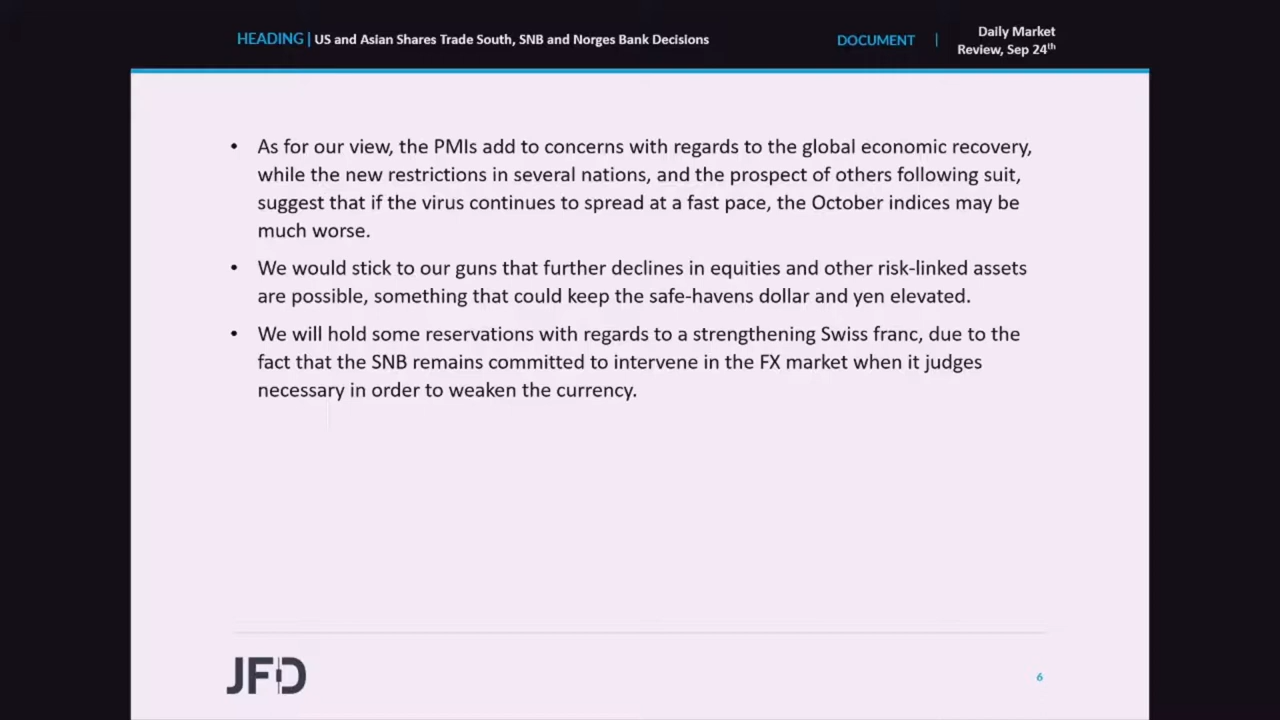 HEADING | US and Asian Shares Trade South, SNB and Norges Bank Decisions
DOCUMENT |
Daily Market
Review, Sep 24th
• As for our view, the PMIs add to concerns with regards to the global economic recovery,
while the new restrictions in several nations, and the prospect of others following suit,
suggest that if the virus continues to spread at a fast pace, the October indices may be
much worse.
• We would stick to our guns that further declines in equities and other risk-linked assets
are possible, something that could keep the safe-havens dollar and yen elevated.
• We will hold some reservations with regards to a strengthening Swiss franc, due to the
fact that the SNB remains committed to intervene in the FX market when it judges
necessary in order to weaken the currency.
JFD
6